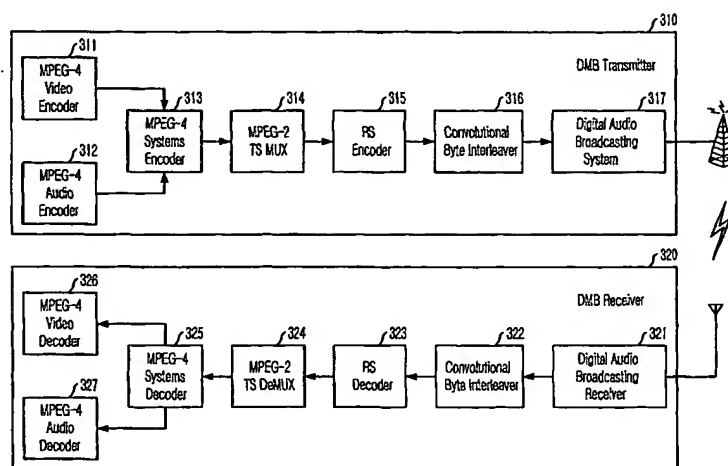 310
311
MPEG-4
Video
Encoder
DMB Transmitter
313
MPEG-4
Systems
Encoder
314
MPEG-2
TS MUX
315
RS
Encoder
316
Convolutional
Byte Interleaver
317
Digital Audio
Broadcasting
System
312
MPEG-4
Audio
Encoder
320
326
MPEG-4
Video
Decoder
DMB Receiver
325
MPEG-4
Systems
Decoder
324
MPEG-2
TS DeMUX
323
RS
Decoder
322
Convolutional
Byte Interleaver
321
Digital Audio
Broadcasting
Receiver
327
MPEG-4
Audio
Decoder